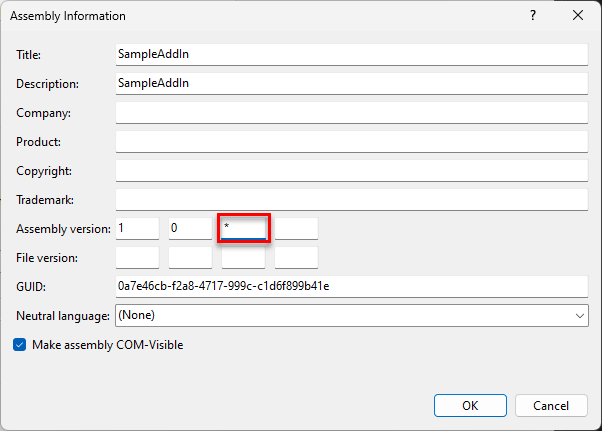 Assembly Information ?
Title: SampleAddIn
Description: SampleAddIn
Company:
Product:
Copyright:
Trademark:
Assembly version: 1 0 *
File version:
GUID: 0a7e46cb-f2a8-4717-999c-c1d6f899b41e
Neutral language: (None)
Make assembly COM-Visible
OK Cancel